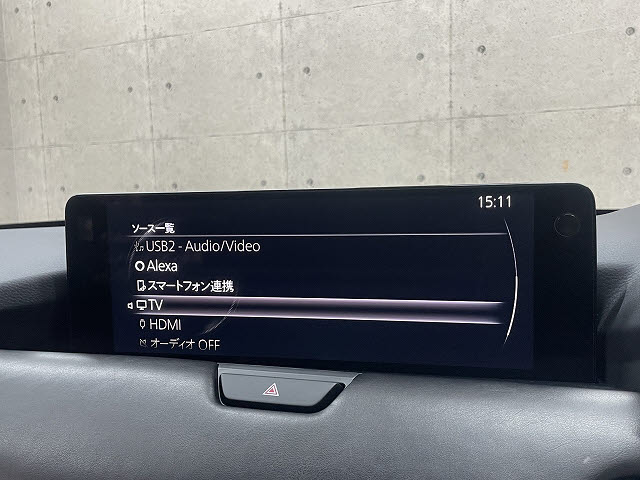 15:11
ソース一覧
USB2 - Audio/Video
Alexa
スマートフォン連携
TV
HDMI
オーディオ OFF